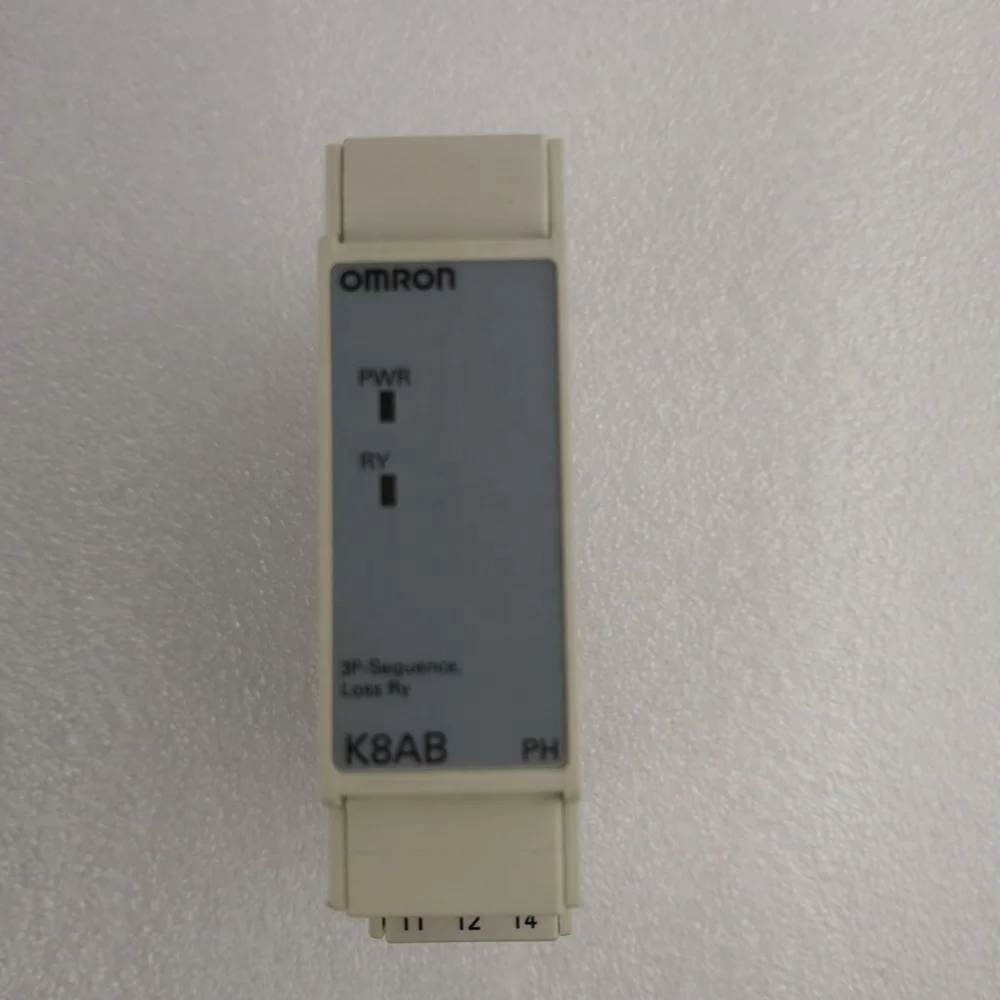 OMRON
PWR
RY
3P-Sequence,
Loss Ry
K8AB PH
11 12 14